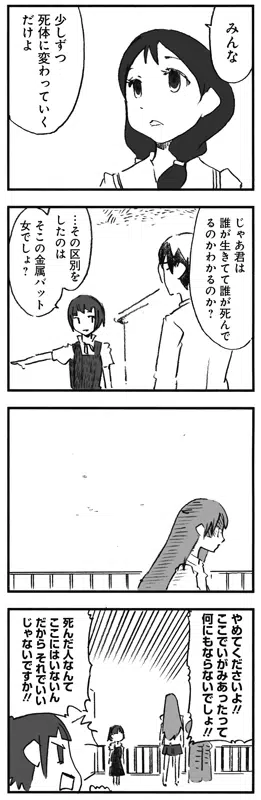 みんな
少しずつ
死体に変わっていく
だけよ
じゃあ君は
誰が生きてて誰が死んで
るのかわかるのか?
…その区別を
したのは
そこの金属バット
女でしょ?
やめてくださいよ!!
ここでいがみあったって
何にもならないでしょ!!
死んだ人なんて
ここにはいないん
だから それでいい
じゃないですか!!